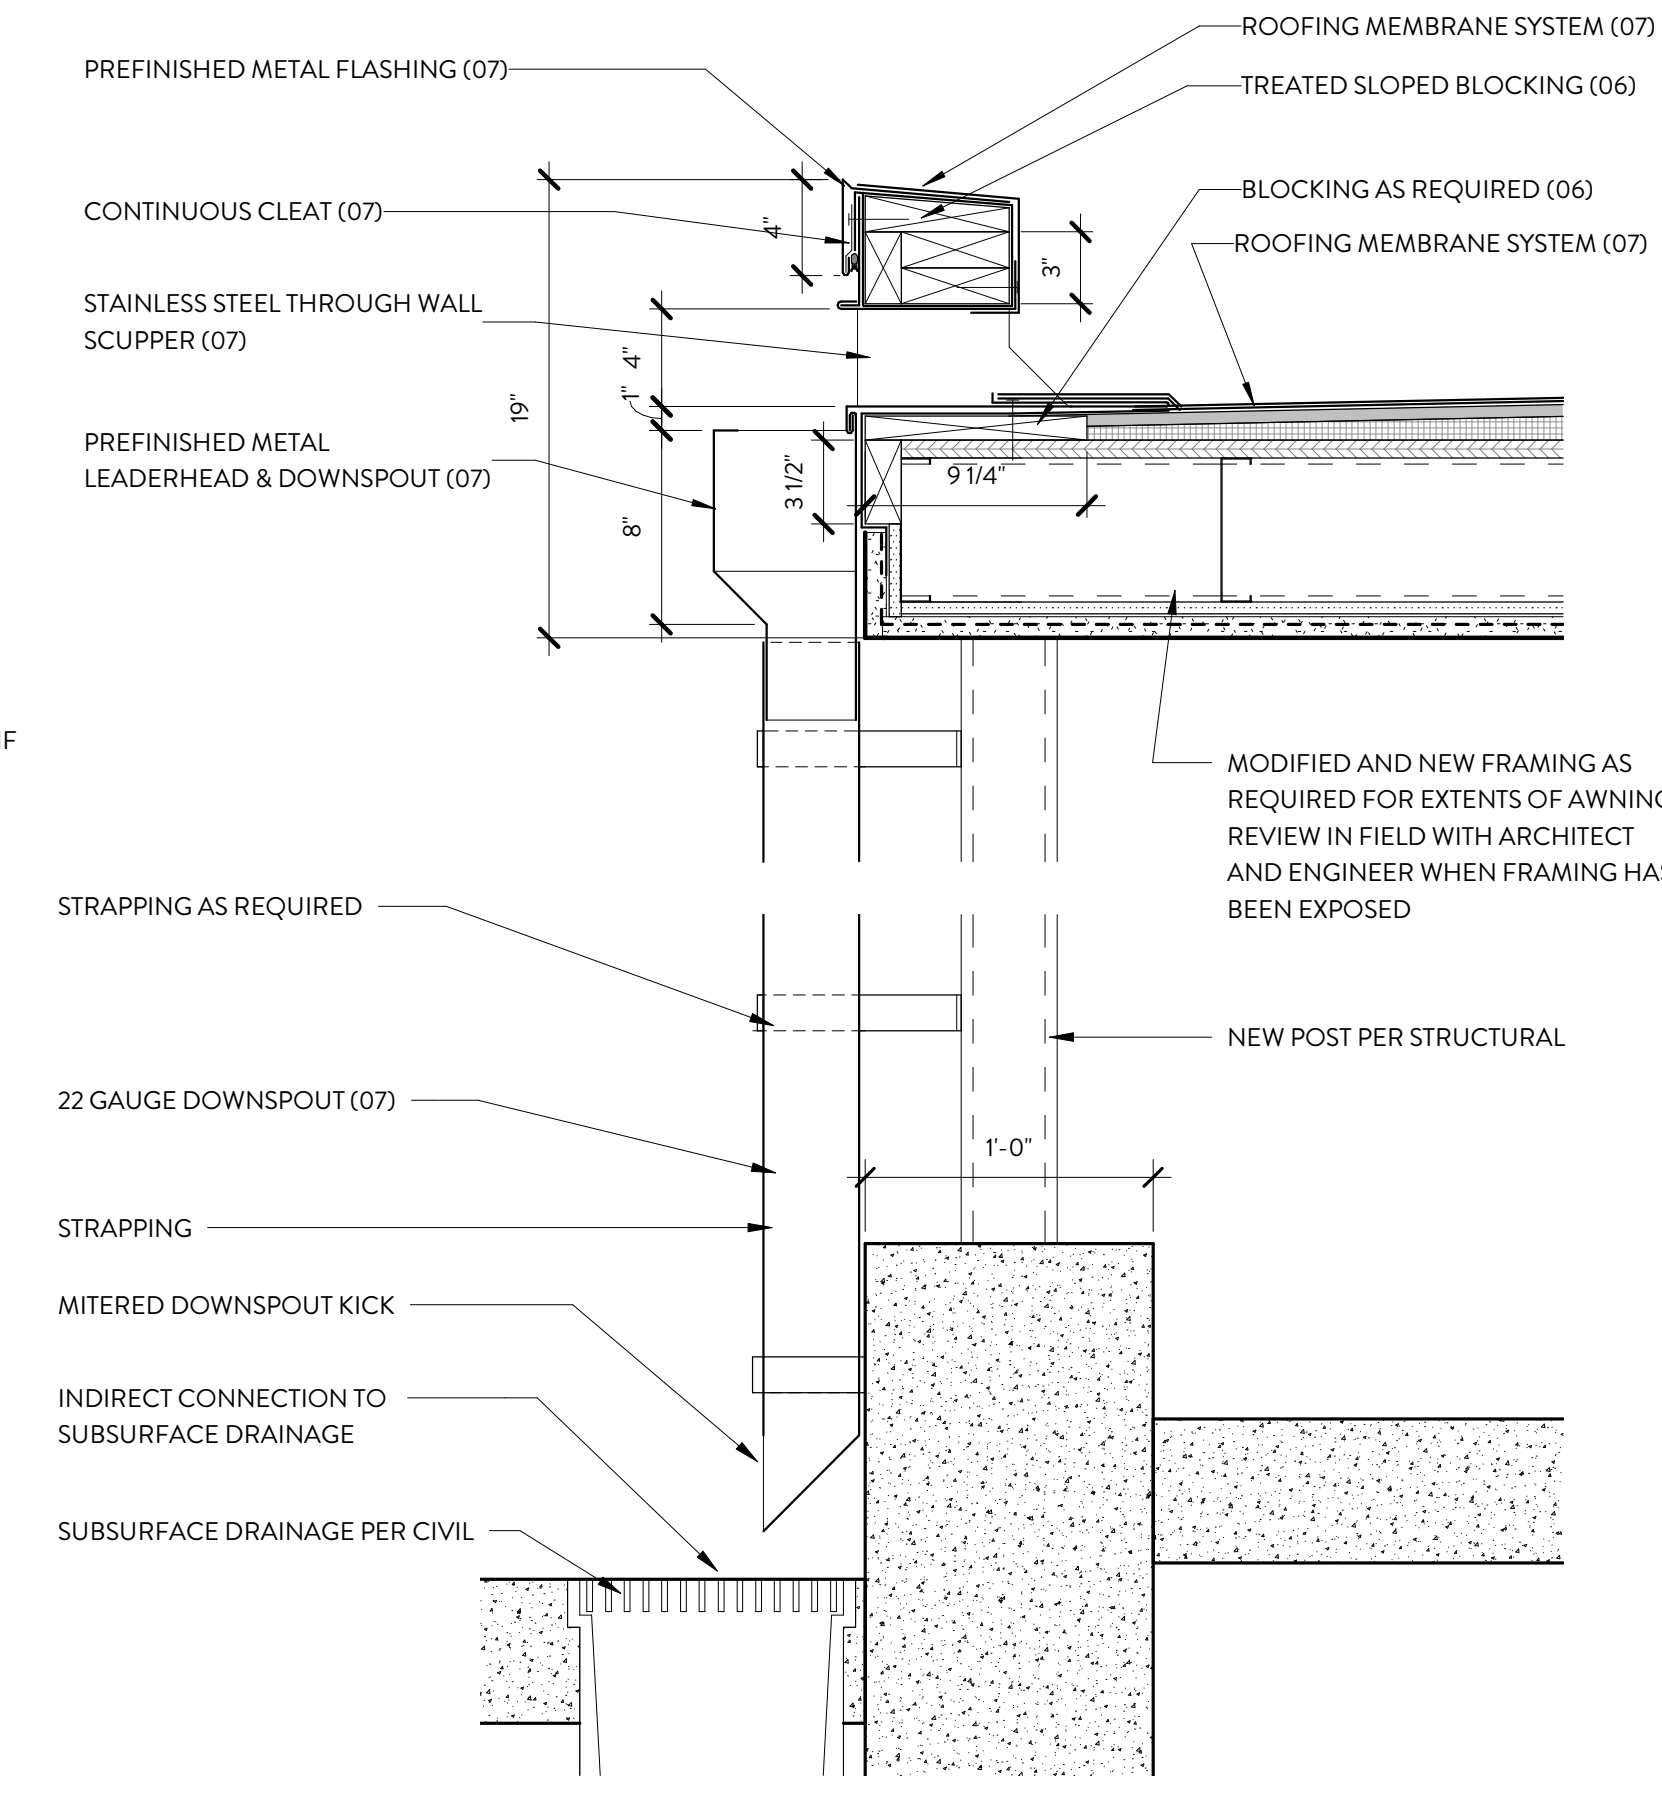 ROOFING MEMBRANE SYSTEM (07)
PREFINISHED METAL FLASHING (07)
TREATED SLOPED BLOCKING (06)
BLOCKING AS REQUIRED (06)
CONTINUOUS CLEAT (07)
4"
ROOFING MEMBRANE SYSTEM (07)
3"
STAINLESS STEEL THROUGH WALL
SCUPPER (07)
4"
1"
19"
PREFINISHED METAL
LEADERHEAD & DOWNSPOUT (07)
3 1/2"
9 1/4"
8"
IF
MODIFIED AND NEW FRAMING AS
REQUIRED FOR EXTENTS OF AWNING
REVIEW IN FIELD WITH ARCHITECT
AND ENGINEER WHEN FRAMING HAS
BEEN EXPOSED
STRAPPING AS REQUIRED
NEW POST PER STRUCTURAL
22 GAUGE DOWNSPOUT (07)
1'-0"
STRAPPING
MITERED DOWNSPOUT KICK
INDIRECT CONNECTION TO
SUBSURFACE DRAINAGE
SUBSURFACE DRAINAGE PER CIVIL